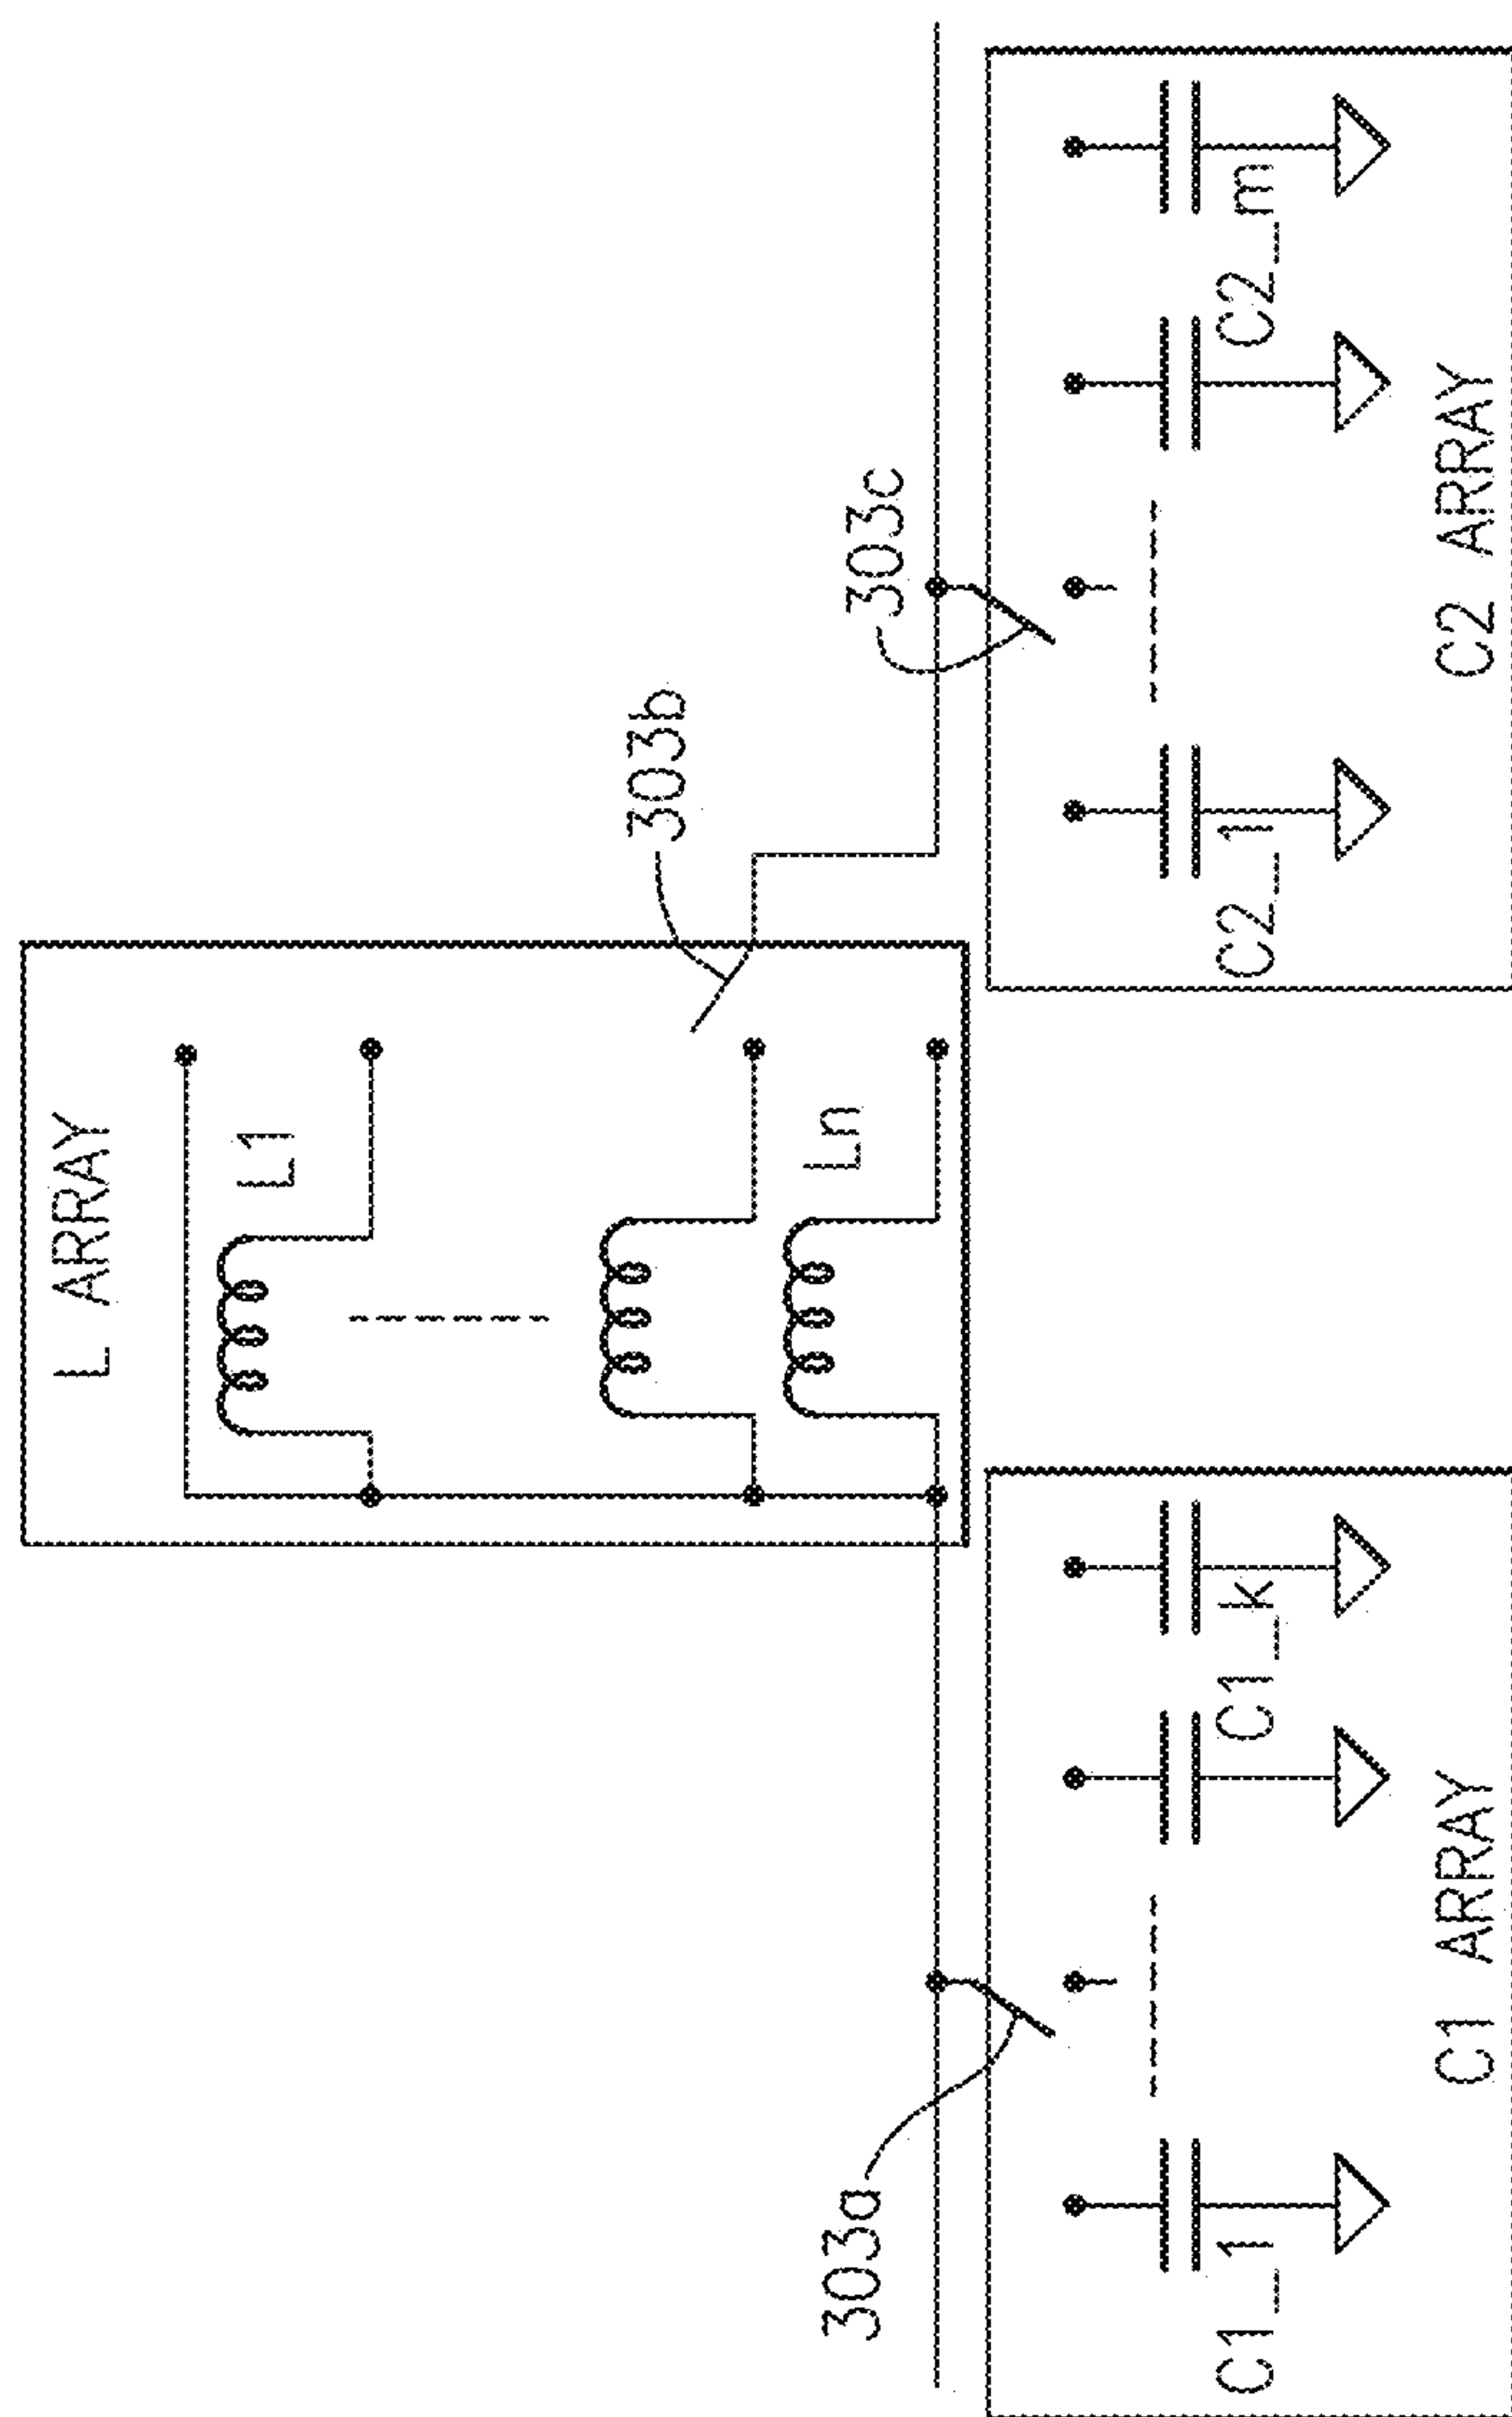 L ARRAY
L1
Ln
303b
303a
303c
C1_1
C1_k
C2_1
C2_m
C1 ARRAY
C2 ARRAY